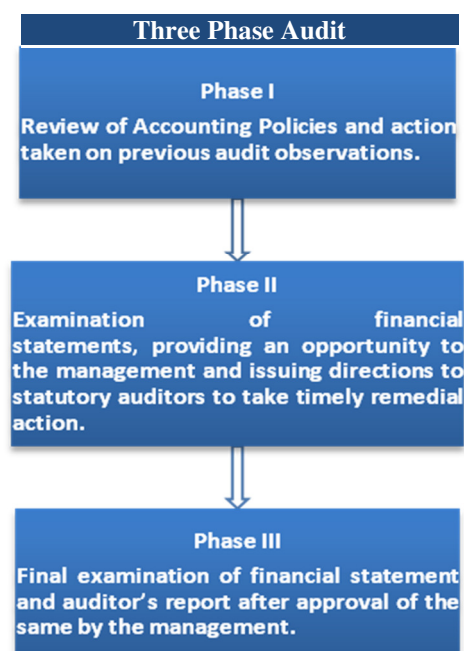 Three Phase Audit
Phase I
Review of Accounting Policies and action
taken on previous audit observations.
Phase II
Examination of financial
statements, providing an opportunity to
the management and issuing directions to
statutory auditors to take timely remedial
action.
Phase III
Final examination of financial statement
and auditor's report after approval of the
same by the management.